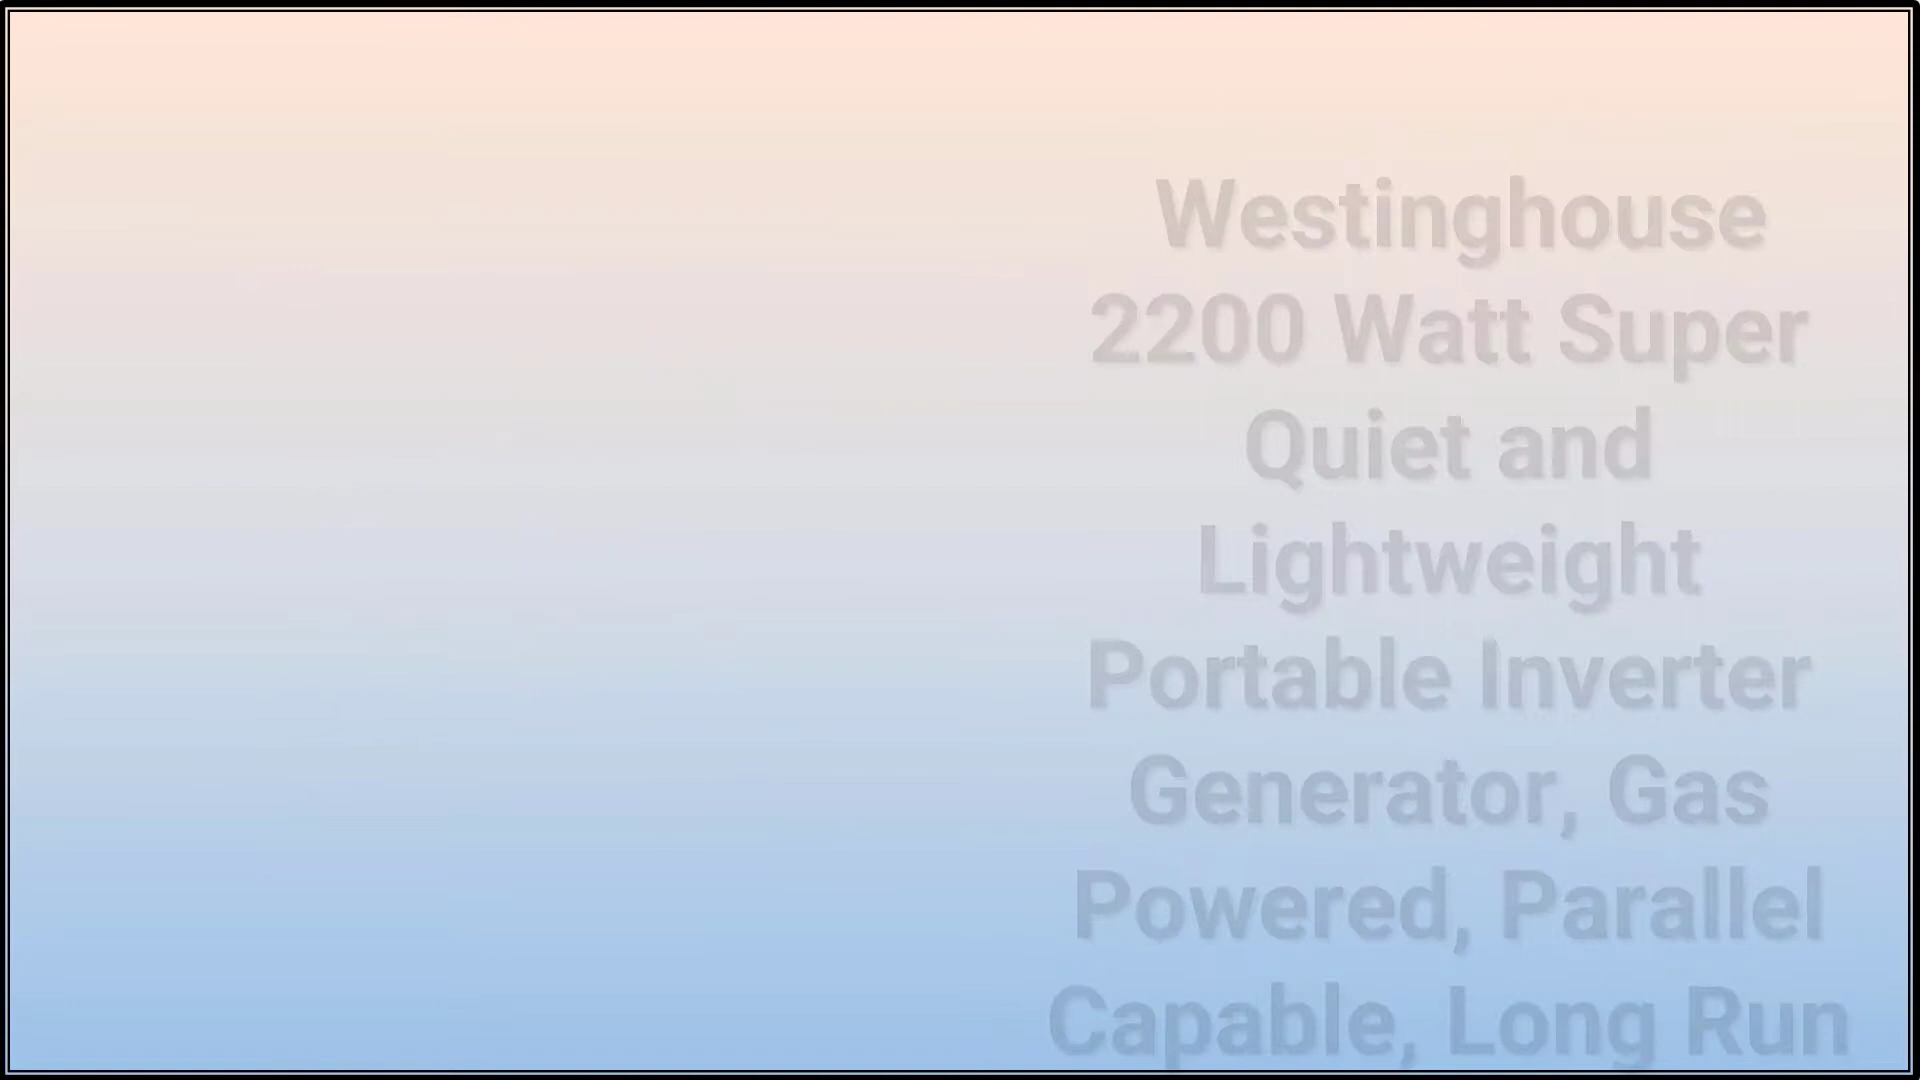 Westinghouse
2200 Watt Super
Quiet and
Lightweight
Portable Inverter
Generator, Gas
Powered, Parallel
Capable, Long Run